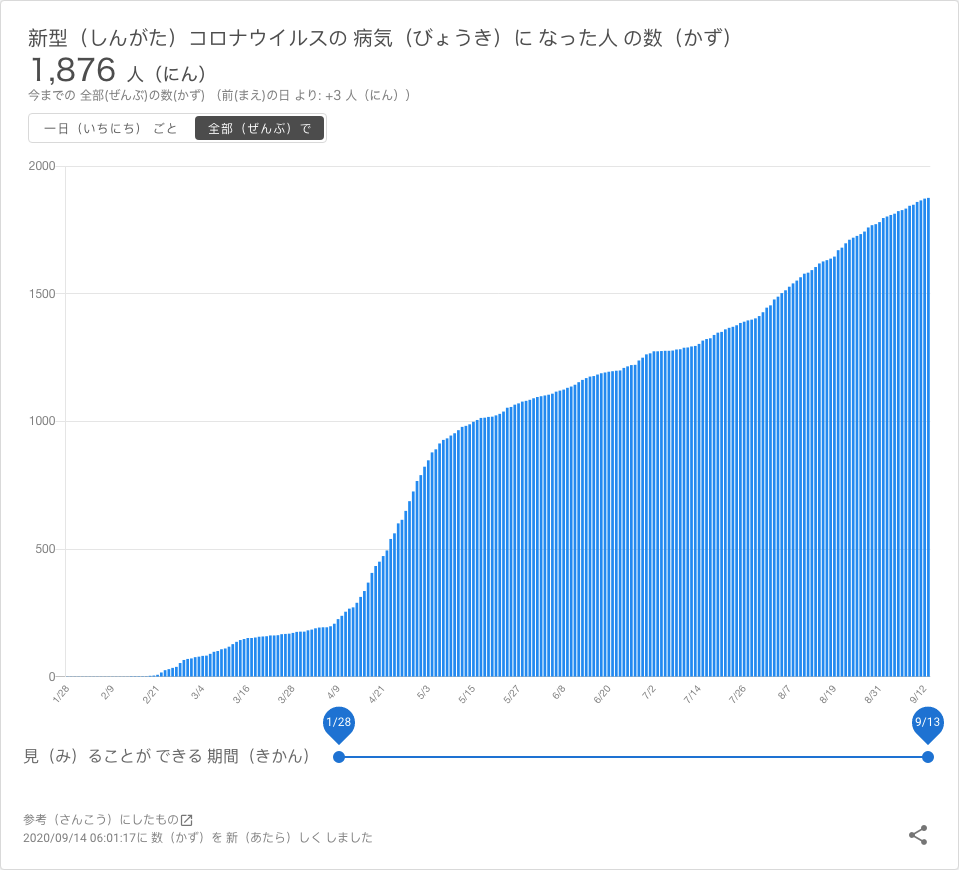 新型（しんがた）コロナウイルスの 病気（びょうき）に なった人 の数（かず）
1,876 人（にん）
今までの 全部(ぜんぶ)の数(かず) （前(まえ)の日 より: +3 人（にん））
一日（いちにち） ごと 全部（ぜんぶ）で
2000
1500
1000
500
0
1/28 2/9 2/21 3/4 3/16 3/28 4/9 4/21 5/3 5/15 5/27 6/8 6/20 7/2 7/14 7/26 8/7 8/19 8/31 9/12
1/28 9/13
見（み）ることが できる 期間（きかん）
参考（さんこう）にしたもの
2020/09/14 06:01:17に 数（かず）を 新（あたら）しく しました